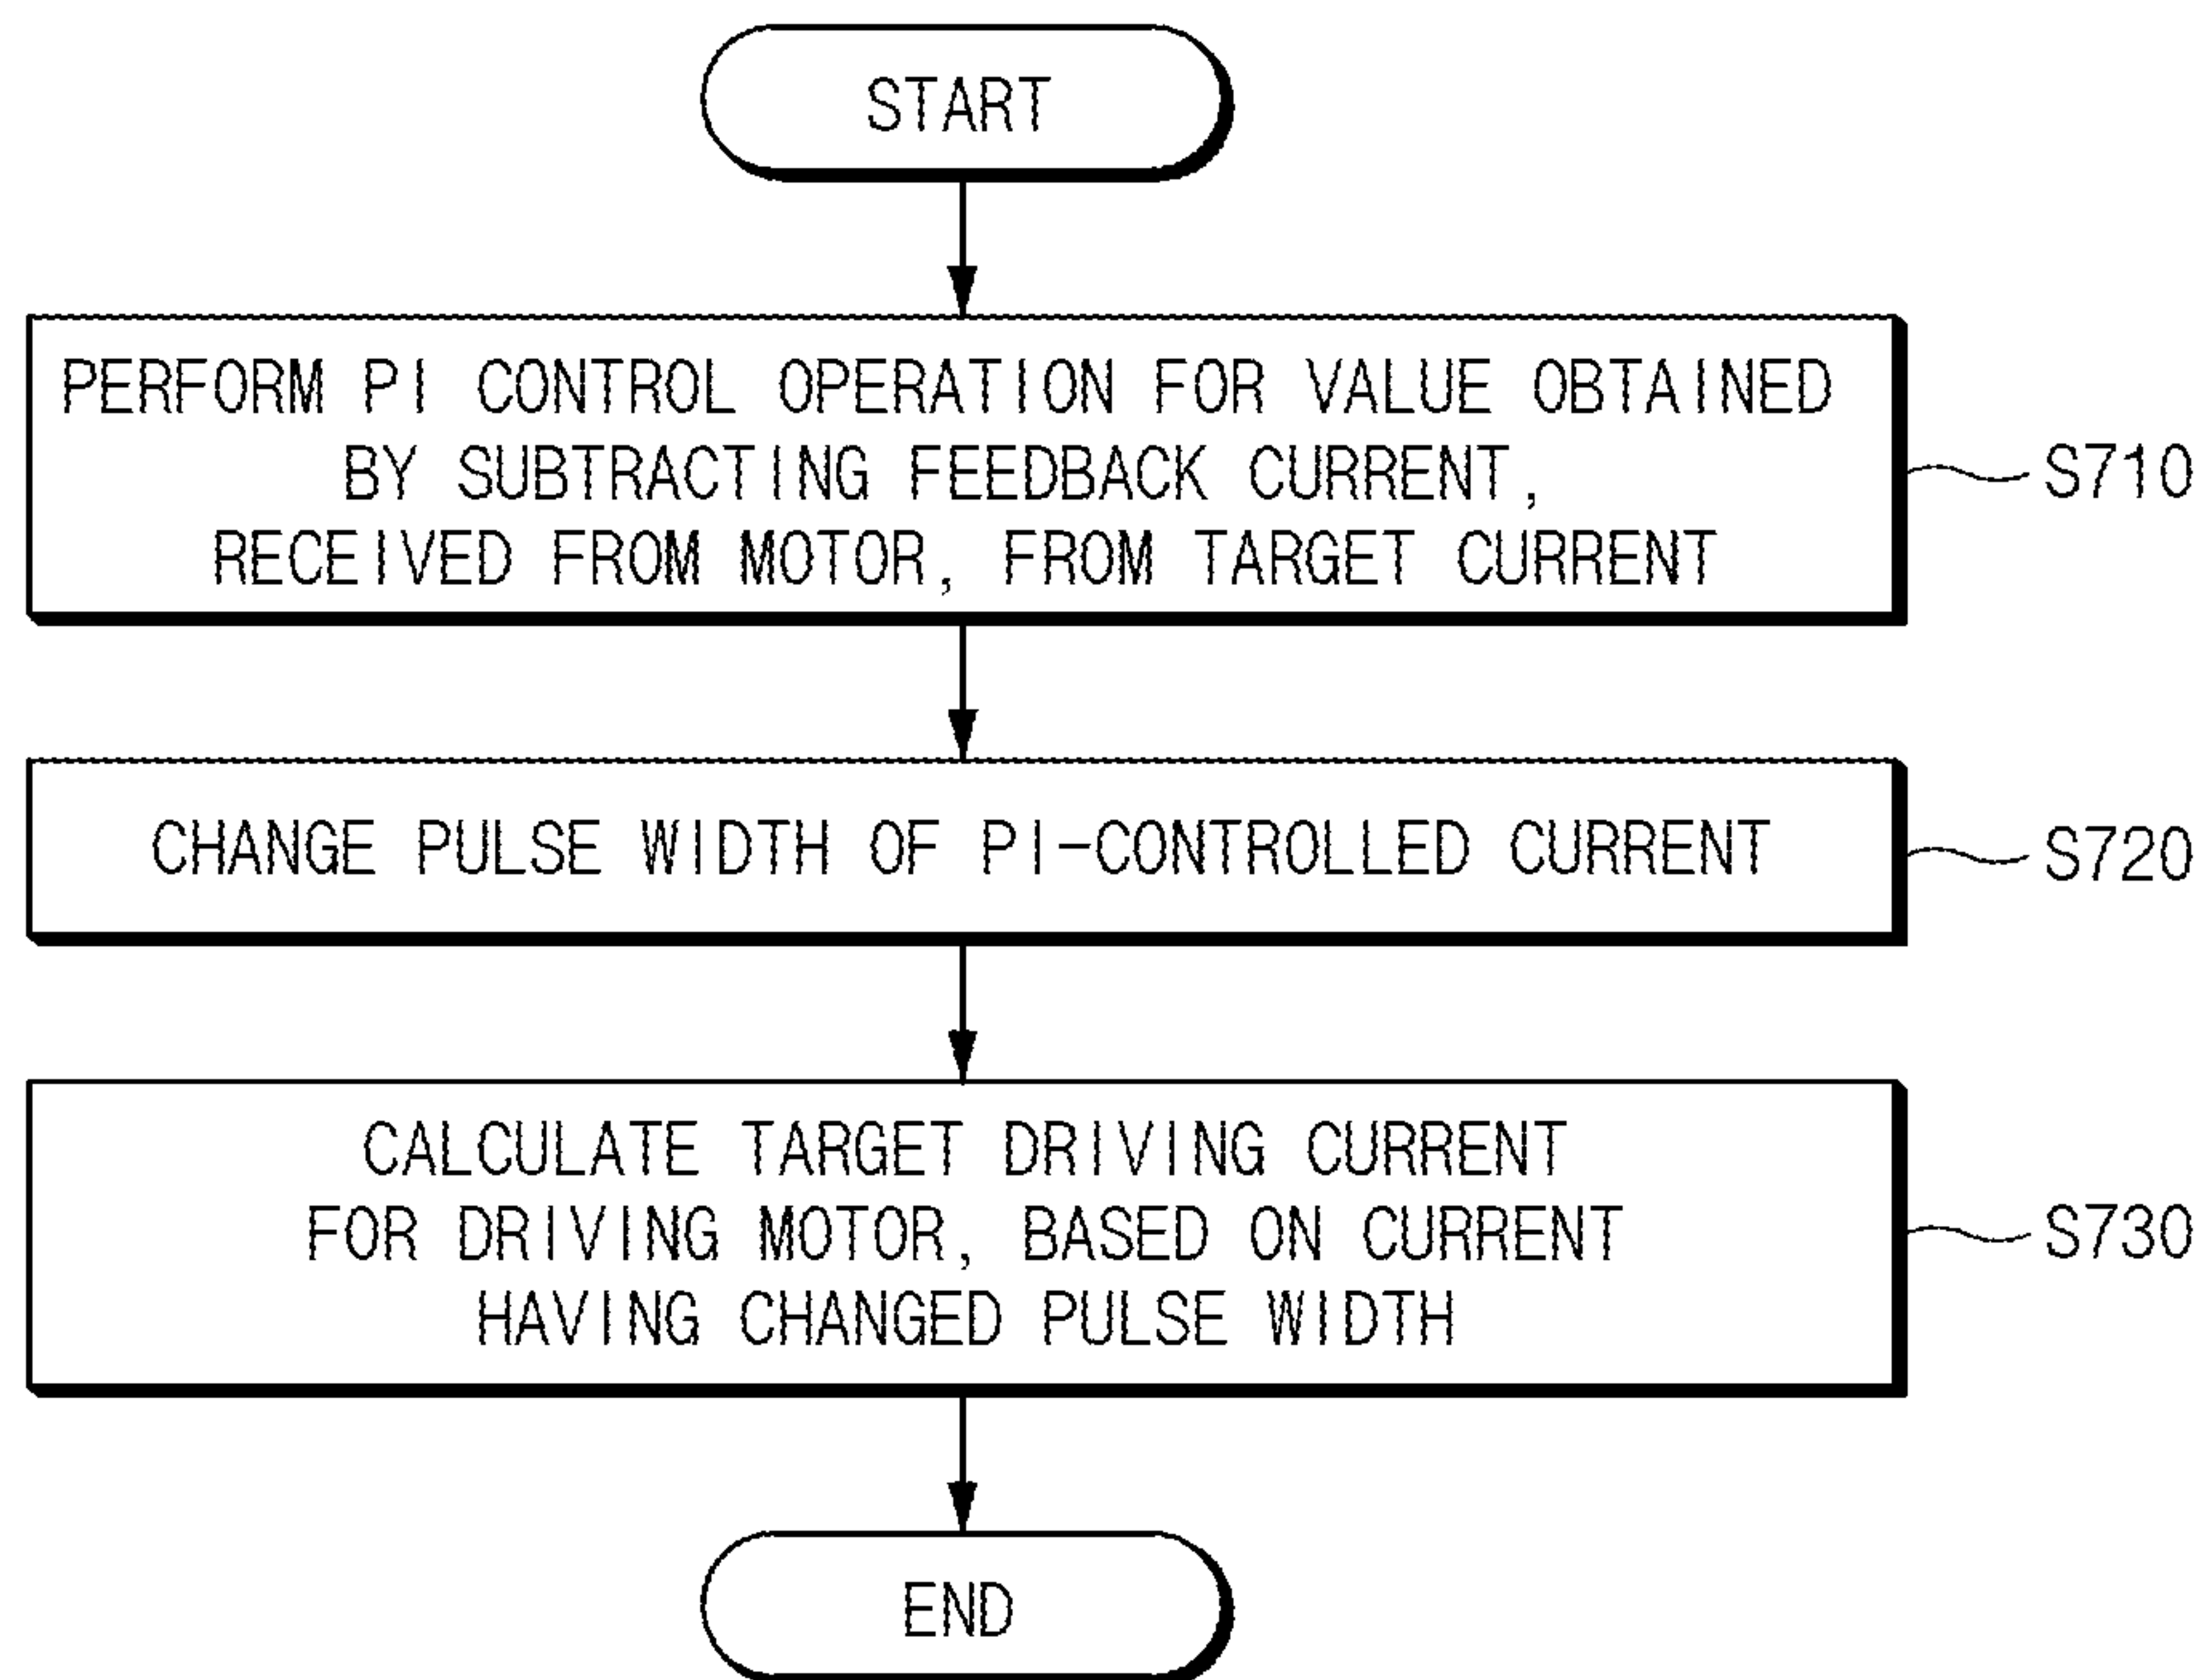 START
PERFORM PI CONTROL OPERATION FOR VALUE OBTAINED
BY SUBTRACTING FEEDBACK CURRENT,
RECEIVED FROM MOTOR, FROM TARGET CURRENT
S710
CHANGE PULSE WIDTH OF PI-CONTROLLED CURRENT
S720
CALCULATE TARGET DRIVING CURRENT
FOR DRIVING MOTOR, BASED ON CURRENT
HAVING CHANGED PULSE WIDTH
S730
END